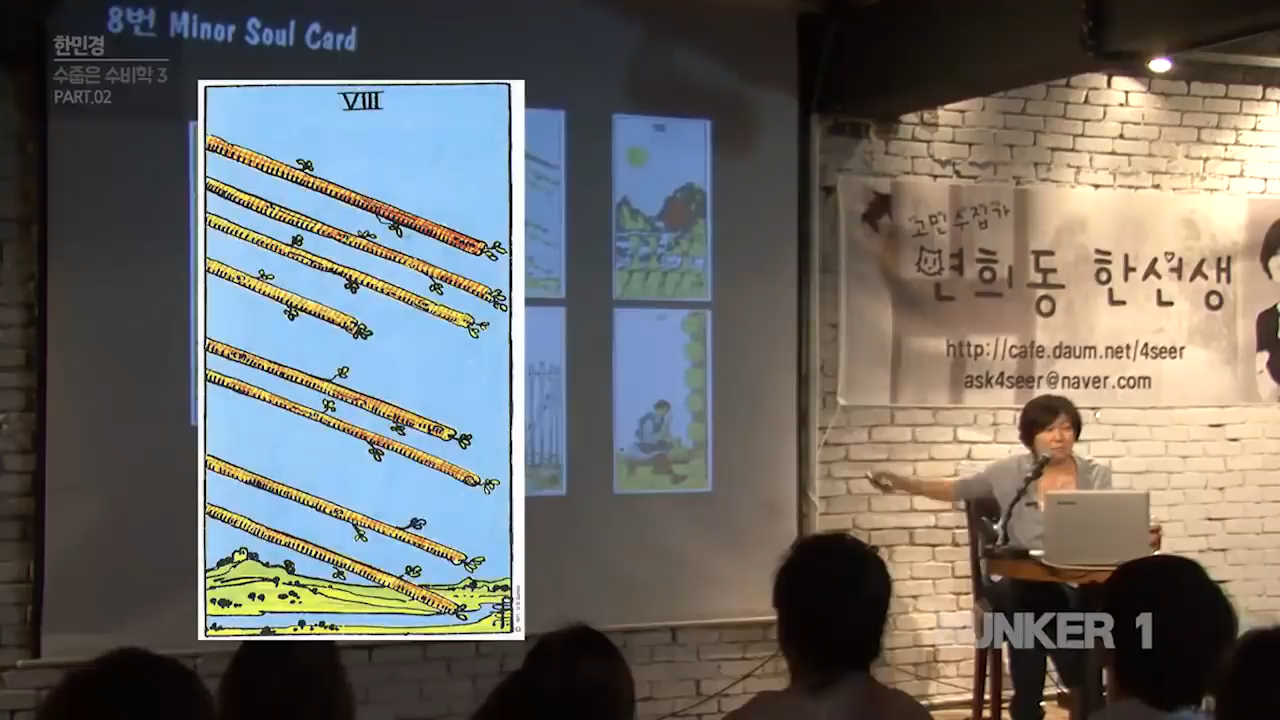 8번 Minor Soul Card
한민경
수줍은 수비학 3
PART.02
VIII
고민 수집가
연희동 한선생
http://cafe.daum.net/4seer
ask4seer@naver.com
UNKER 1